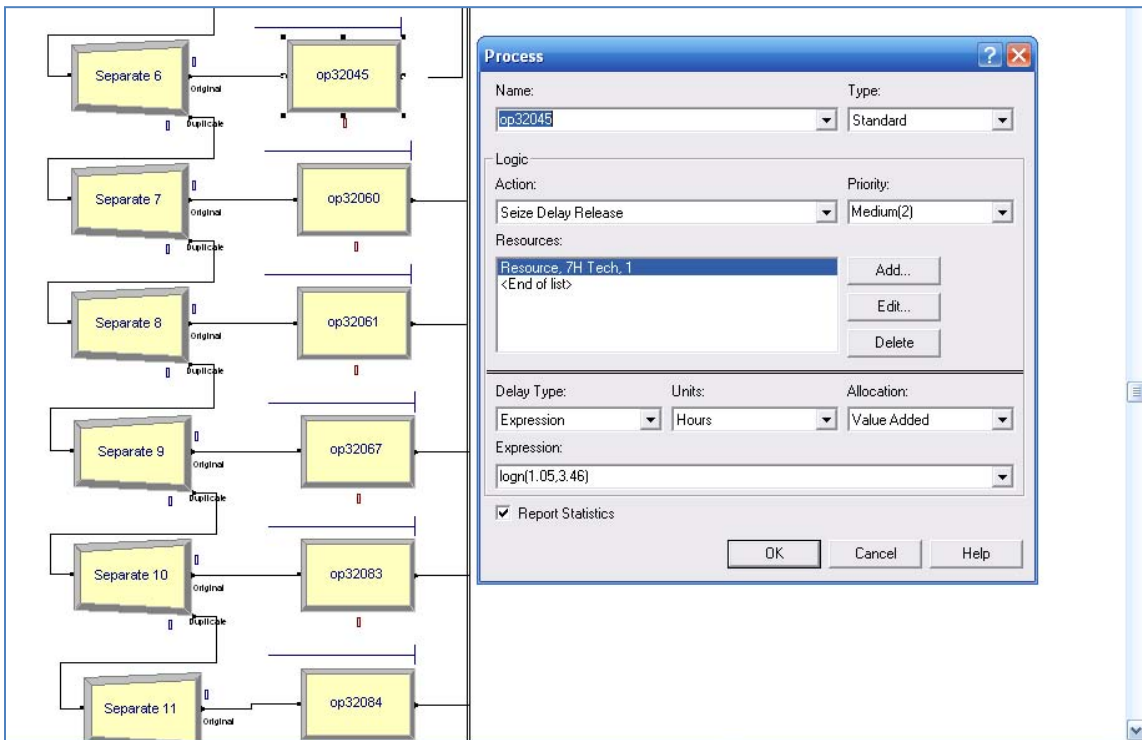 Separate 6
Original
Duplicate
op32045
Separate 7
Original
Duplicate
op32060
Separate 8
Original
Duplicate
op32061
Separate 9
Original
Duplicate
op32067
Separate 10
Original
Duplicate
op32083
Separate 11
Original
op32084
Process
Name: Type:
op32045 Standard
Logic
Action: Priority:
Seize Delay Release Medium(2)
Resources:
Resource, 7H Tech, 1
<End of list>
Add...
Edit...
Delete
Delay Type: Units: Allocation:
Expression Hours Value Added
Expression:
logn(1.05,3.46)
Report Statistics
OK Cancel Help